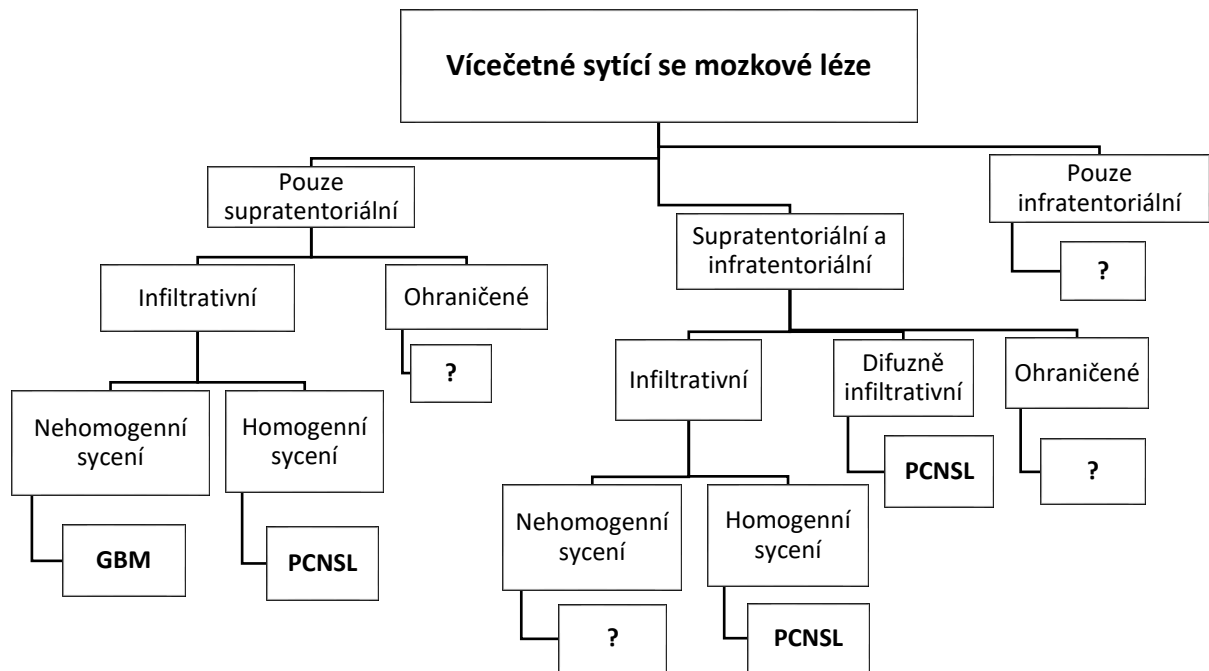 Vícečetné sytící se mozkové léze
Pouze
supratentoriální
Infiltrativní
Nehomogenní
sycení
GBM
Homogenní
sycení
PCNSL
Ohraničené
?
Supratentoriální a
infratentoriální
Infiltrativní
Nehomogenní
sycení
?
Homogenní
sycení
PCNSL
Difuzně
infiltrativní
PCNSL
Ohraničené
?
Pouze
infratentoriální
?